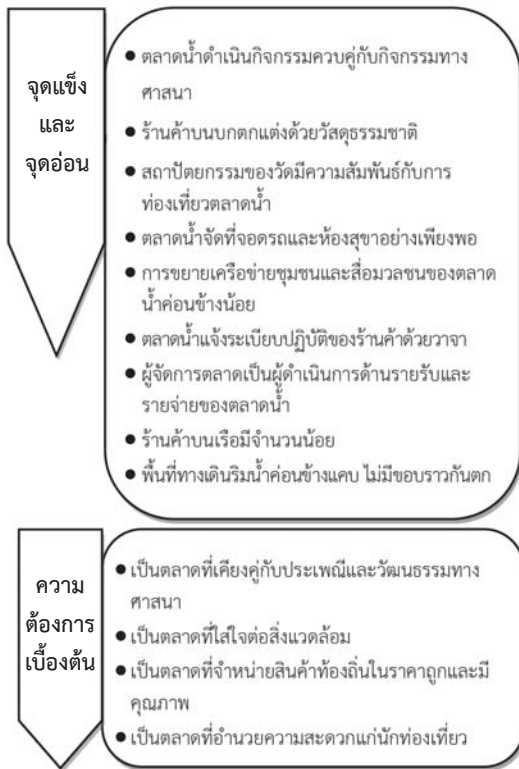 จุดแข็ง
และ
จุดอ่อน
● ตลาดน้ำดำเนินกิจกรรมควบคู่กับกิจกรรมทาง
ศาสนา
● ร้านค้าบนบกตกแต่งด้วยวัสดุธรรมชาติ
● สถาปัตยกรรมของวัดมีความสัมพันธ์กับการ
ท่องเที่ยวตลาดน้ำ
● ตลาดน้ำจัดที่จอดรถและห้องสุขาอย่างเพียงพอ
● การขยายเครือข่ายชุมชนและสื่อมวลชนของตลาด
น้ำค่อนข้างน้อย
● ตลาดน้ำแจ้งระเบียบปฏิบัติของร้านค้าด้วยวาจา
● ผู้จัดการตลาดเป็นผู้ดำเนินการด้านรายรับและ
รายจ่ายของตลาดน้ำ
● ร้านค้าบนเรือมีจำนวนน้อย
● พื้นที่ทางเดินริมน้ำค่อนข้างแคบ ไม่มีขอบราวกันตก
ความ
ต้องการ
เบื้องต้น
● เป็นตลาดที่เคียงคู่กับประเพณีและวัฒนธรรมทาง
ศาสนา
● เป็นตลาดที่ใส่ใจต่อสิ่งแวดล้อม
● เป็นตลาดที่จำหน่ายสินค้าท้องถิ่นในราคาถูกและมี
คุณภาพ
● เป็นตลาดที่อำนวยความสะดวกแก่นักท่องเที่ยว